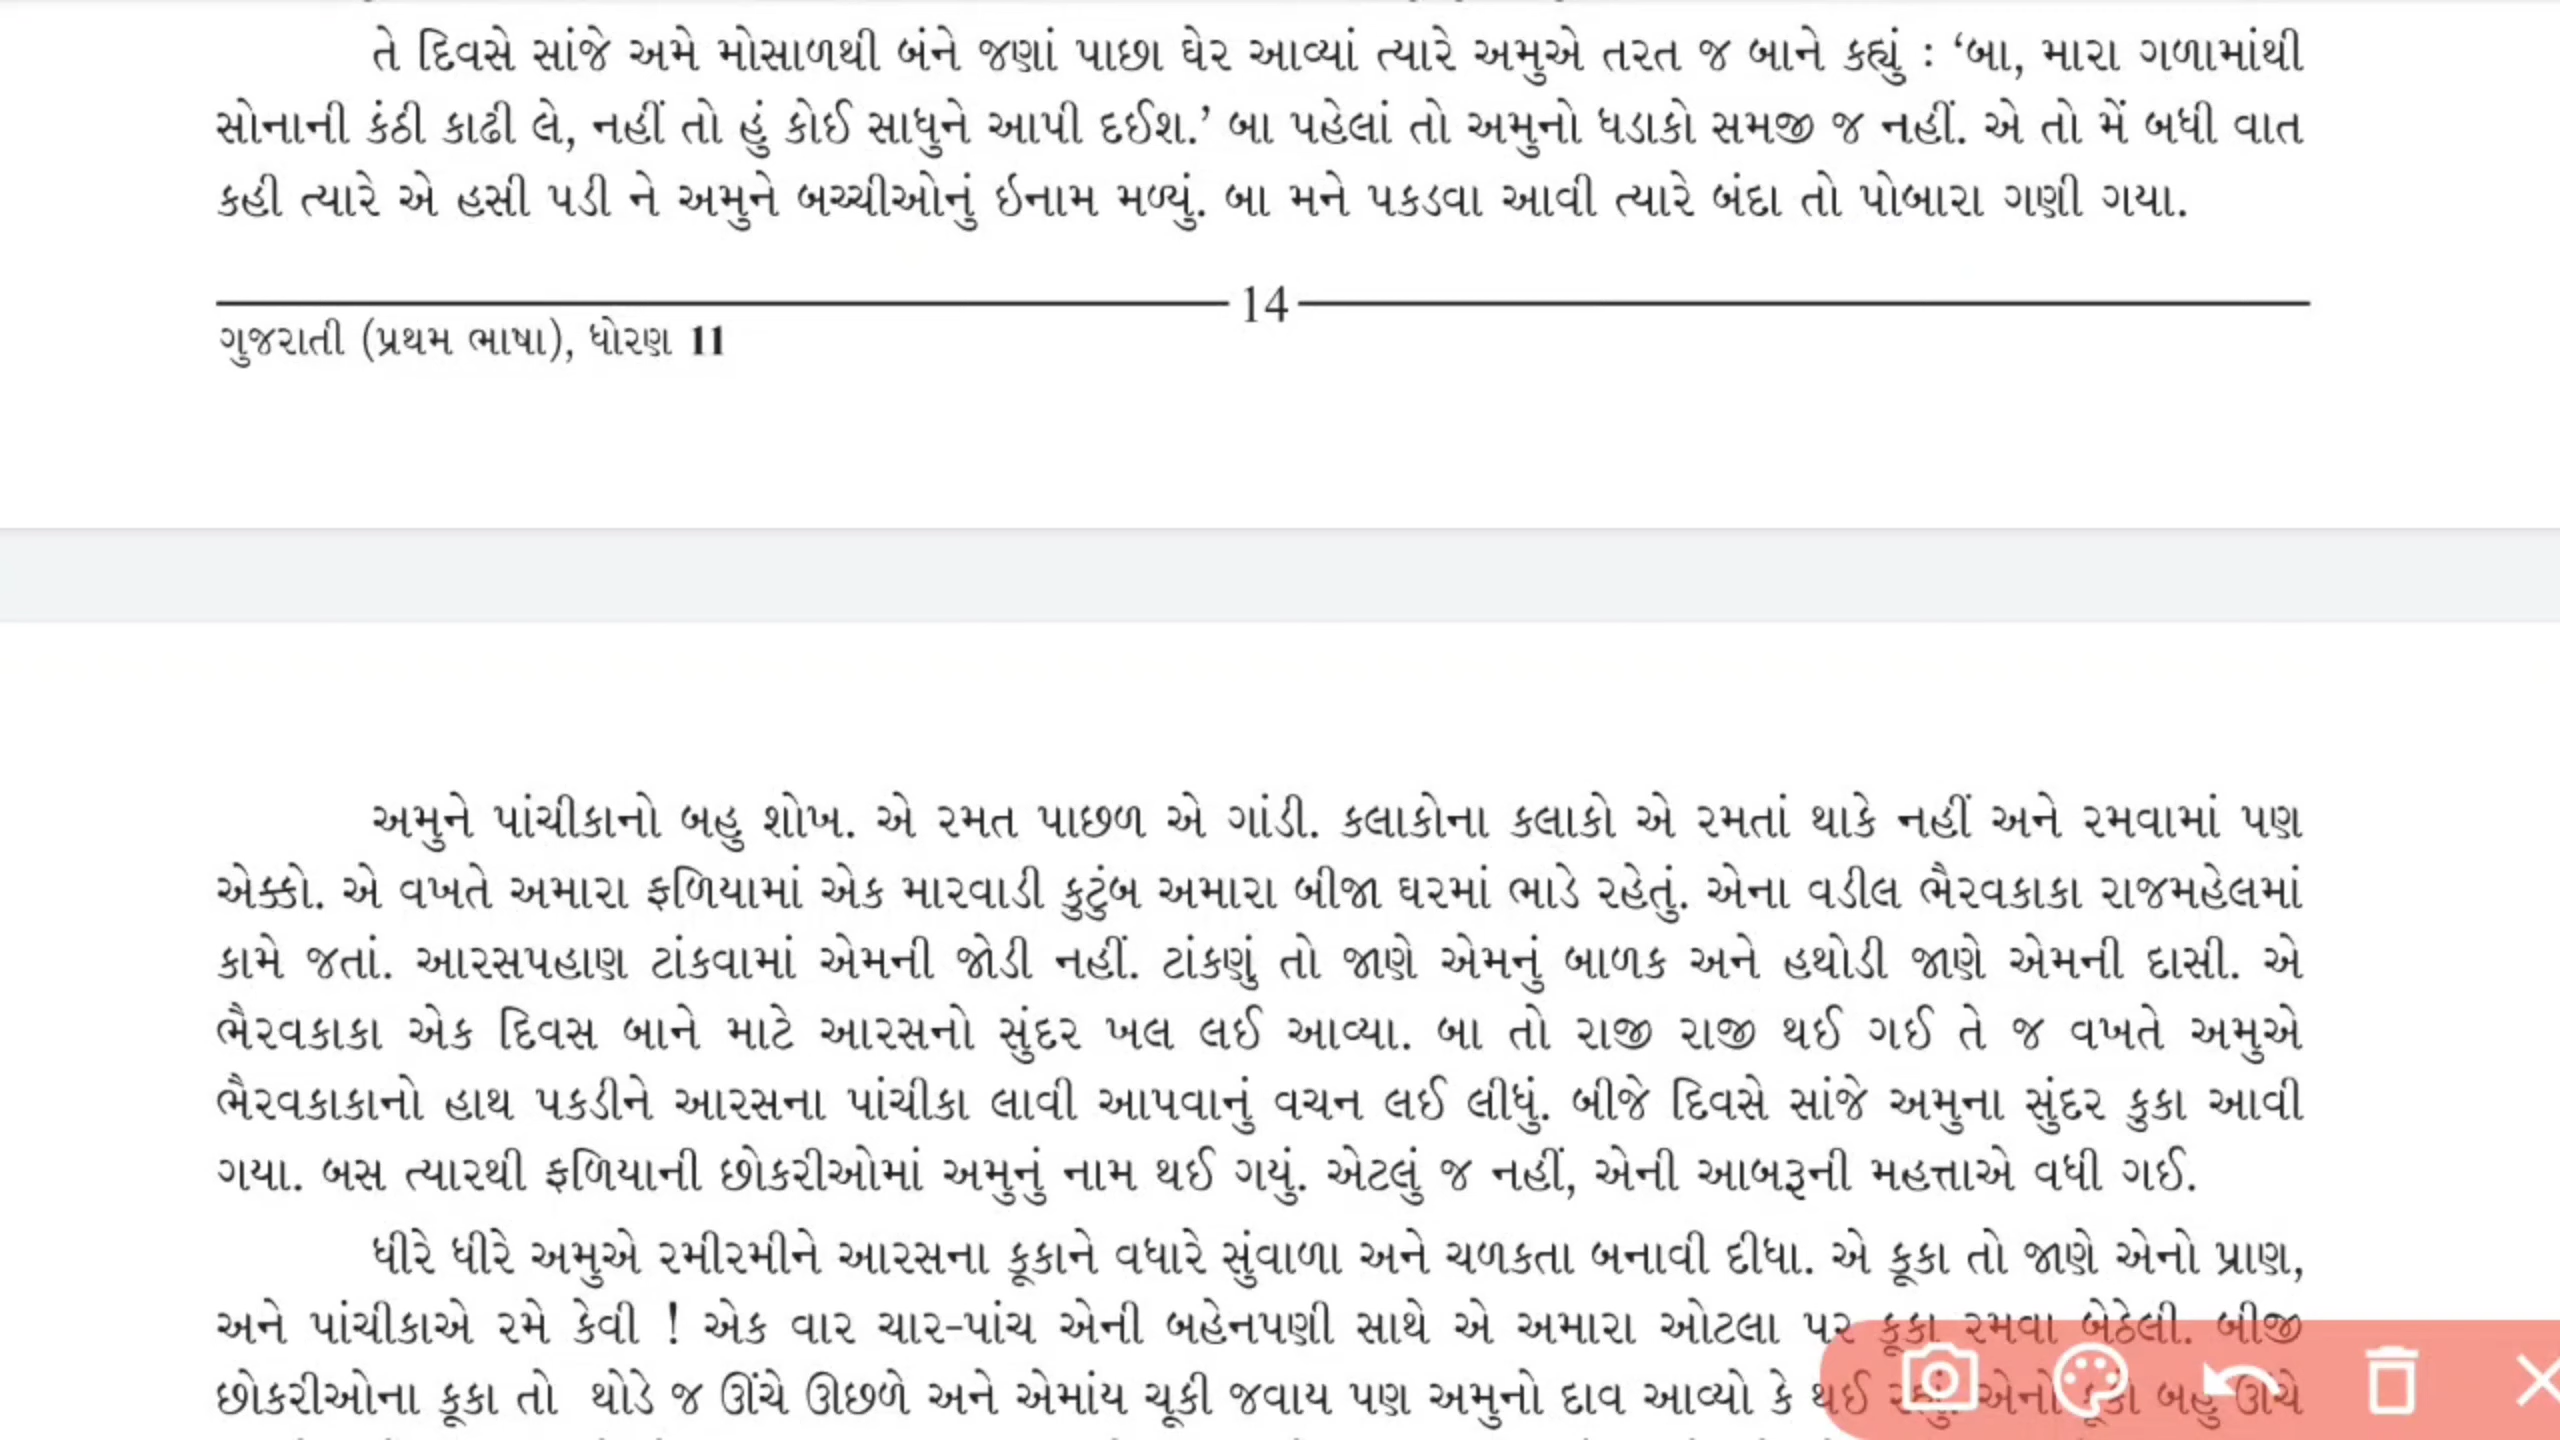 તે દિવસે સાંજે અમે મોસાળથી બંને જણાં પાછા ઘેર આવ્યાં ત્યારે અમુએ તરત જ બાને કહ્યું : ‘બા, મારા ગળામાંથી
સોનાની કંઠી કાઢી લે, નહીં તો હું કોઈ સાધુને આપી દઈશ.’ બા પહેલાં તો અમુનો ધડાકો સમજી જ નહીં. એ તો મેં બધી વાત
કહી ત્યારે એ હસી પડી ને અમુને બચ્ચીઓનું ઇનામ મળ્યું. બા મને પકડવા આવી ત્યારે બંદા તો પોબારા ગણી ગયા.
14
ગુજરાતી (પ્રથમ ભાષા), ધોરણ 11
અમુને પાંચીકાનો બહુ શોખ. એ રમત પાછળ એ ગાંડી. કલાકોના કલાકો એ રમતાં થાકે નહીં અને રમવામાં પણ
એક્કો. એ વખતે અમારા ફળિયામાં એક મારવાડી કુટુંબ અમારા બીજા ઘરમાં ભાડે રહેતું. એના વડીલ ભૈરવકાકા રાજમહેલમાં
કામે જતાં. આરસપહાણ ટાંકવામાં એમની જોડી નહીં. ટાંકણું તો જાણે એમનું બાળક અને હથોડી જાણે એમની દાસી. એ
ભૈરવકાકા એક દિવસ બાને માટે આરસનો સુંદર ખલ લઈ આવ્યા. બા તો રાજી રાજી થઈ ગઈ તે જ વખતે અમુએ
ભૈરવકાકાનો હાથ પકડીને આરસના પાંચીકા લાવી આપવાનું વચન લઈ લીધું. બીજે દિવસે સાંજે અમુના સુંદર કુકા આવી
ગયા. બસ ત્યારથી ફળિયાની છોકરીઓમાં અમુનું નામ થઈ ગયું. એટલું જ નહીં, એની આબરૂની મહત્તાએ વધી ગઈ.
ધીરે ધીરે અમુએ રમીરમીને આરસના કૂકાને વધારે સુંવાળા અને ચળકતા બનાવી દીધા. એ કૂકા તો જાણે એનો પ્રાણ,
અને પાંચીકાએ રમે કેવી ! એક વાર ચાર-પાંચ એની બહેનપણી સાથે એ અમારા ઓટલા પર કૂકા રમવા બેઠેલી. બીજી
છોકરીઓના કૂકા તો થોડે જ ઊંચે ઊછળે અને એમાંય ચૂકી જવાય પણ અમુનો દાવ આવ્યો કે થઈ એનો બહુ ઊંચે